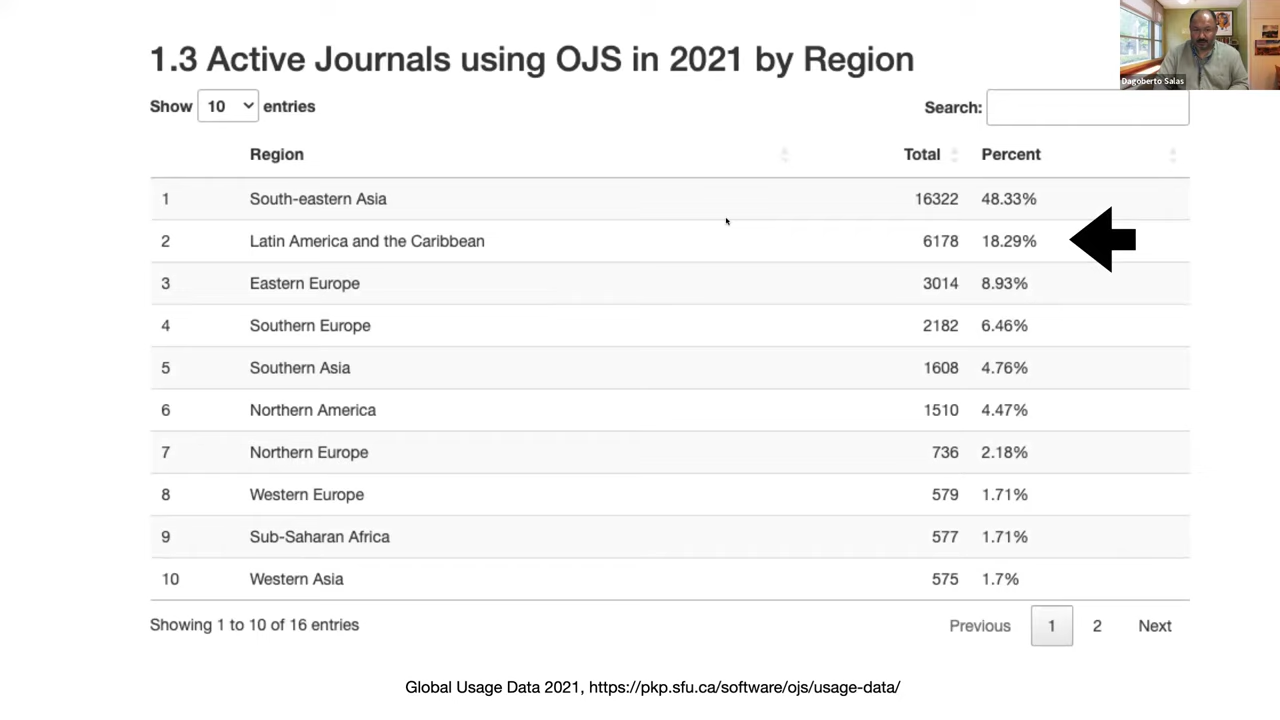 1.3 Active Journals using OJS in 2021 by Region
Dagoberto Salas
Show 10 entries Search:
Region Total Percent
1 South-eastern Asia 16322 48.33%
2 Latin America and the Caribbean 6178 18.29%
3 Eastern Europe 3014 8.93%
4 Southern Europe 2182 6.46%
5 Southern Asia 1608 4.76%
6 Northern America 1510 4.47%
7 Northern Europe 736 2.18%
8 Western Europe 579 1.71%
9 Sub-Saharan Africa 577 1.71%
10 Western Asia 575 1.7%
Showing 1 to 10 of 16 entries Previous 1 2 Next
Global Usage Data 2021, https://pkp.sfu.ca/software/ojs/usage-data/